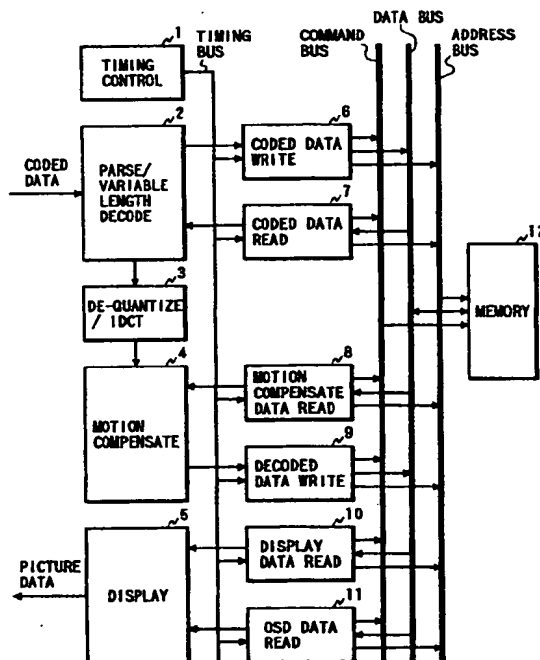 1
TIMING
CONTROL
TIMING
BUS
COMMAND
BUS
DATA BUS
ADDRESS
BUS
2
CODED
DATA
PARSE/
VARIABLE
LENGTH
DECODE
6
CODED DATA
WRITE
7
CODED DATA
READ
3
DE-QUANTIZE
/ IDCT
12
MEMORY
4
MOTION
COMPENSATE
8
MOTION
COMPENSATE
DATA READ
9
DECODED
DATA WRITE
5
PICTURE
DATA
DISPLAY
10
DISPLAY
DATA READ
11
OSD DATA
READ